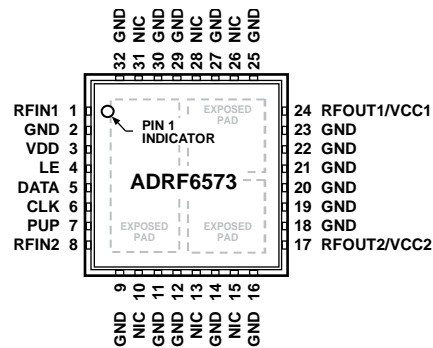 32 GND
31 NIC
30 GND
29 GND
28 NIC
27 GND
26 NIC
25 GND
RFIN1 1
GND 2
VDD 3
LE 4
DATA 5
CLK 6
PUP 7
RFIN2 8
PIN 1
INDICATOR
EXPOSED
PAD
ADRF6573
EXPOSED
PAD
EXPOSED
PAD
24 RFOUT1/VCC1
23 GND
22 GND
21 GND
20 GND
19 GND
18 GND
17 RFOUT2/VCC2
GND 9
NIC 10
GND 11
GND 12
NIC 13
GND 14
NIC 15
GND 16